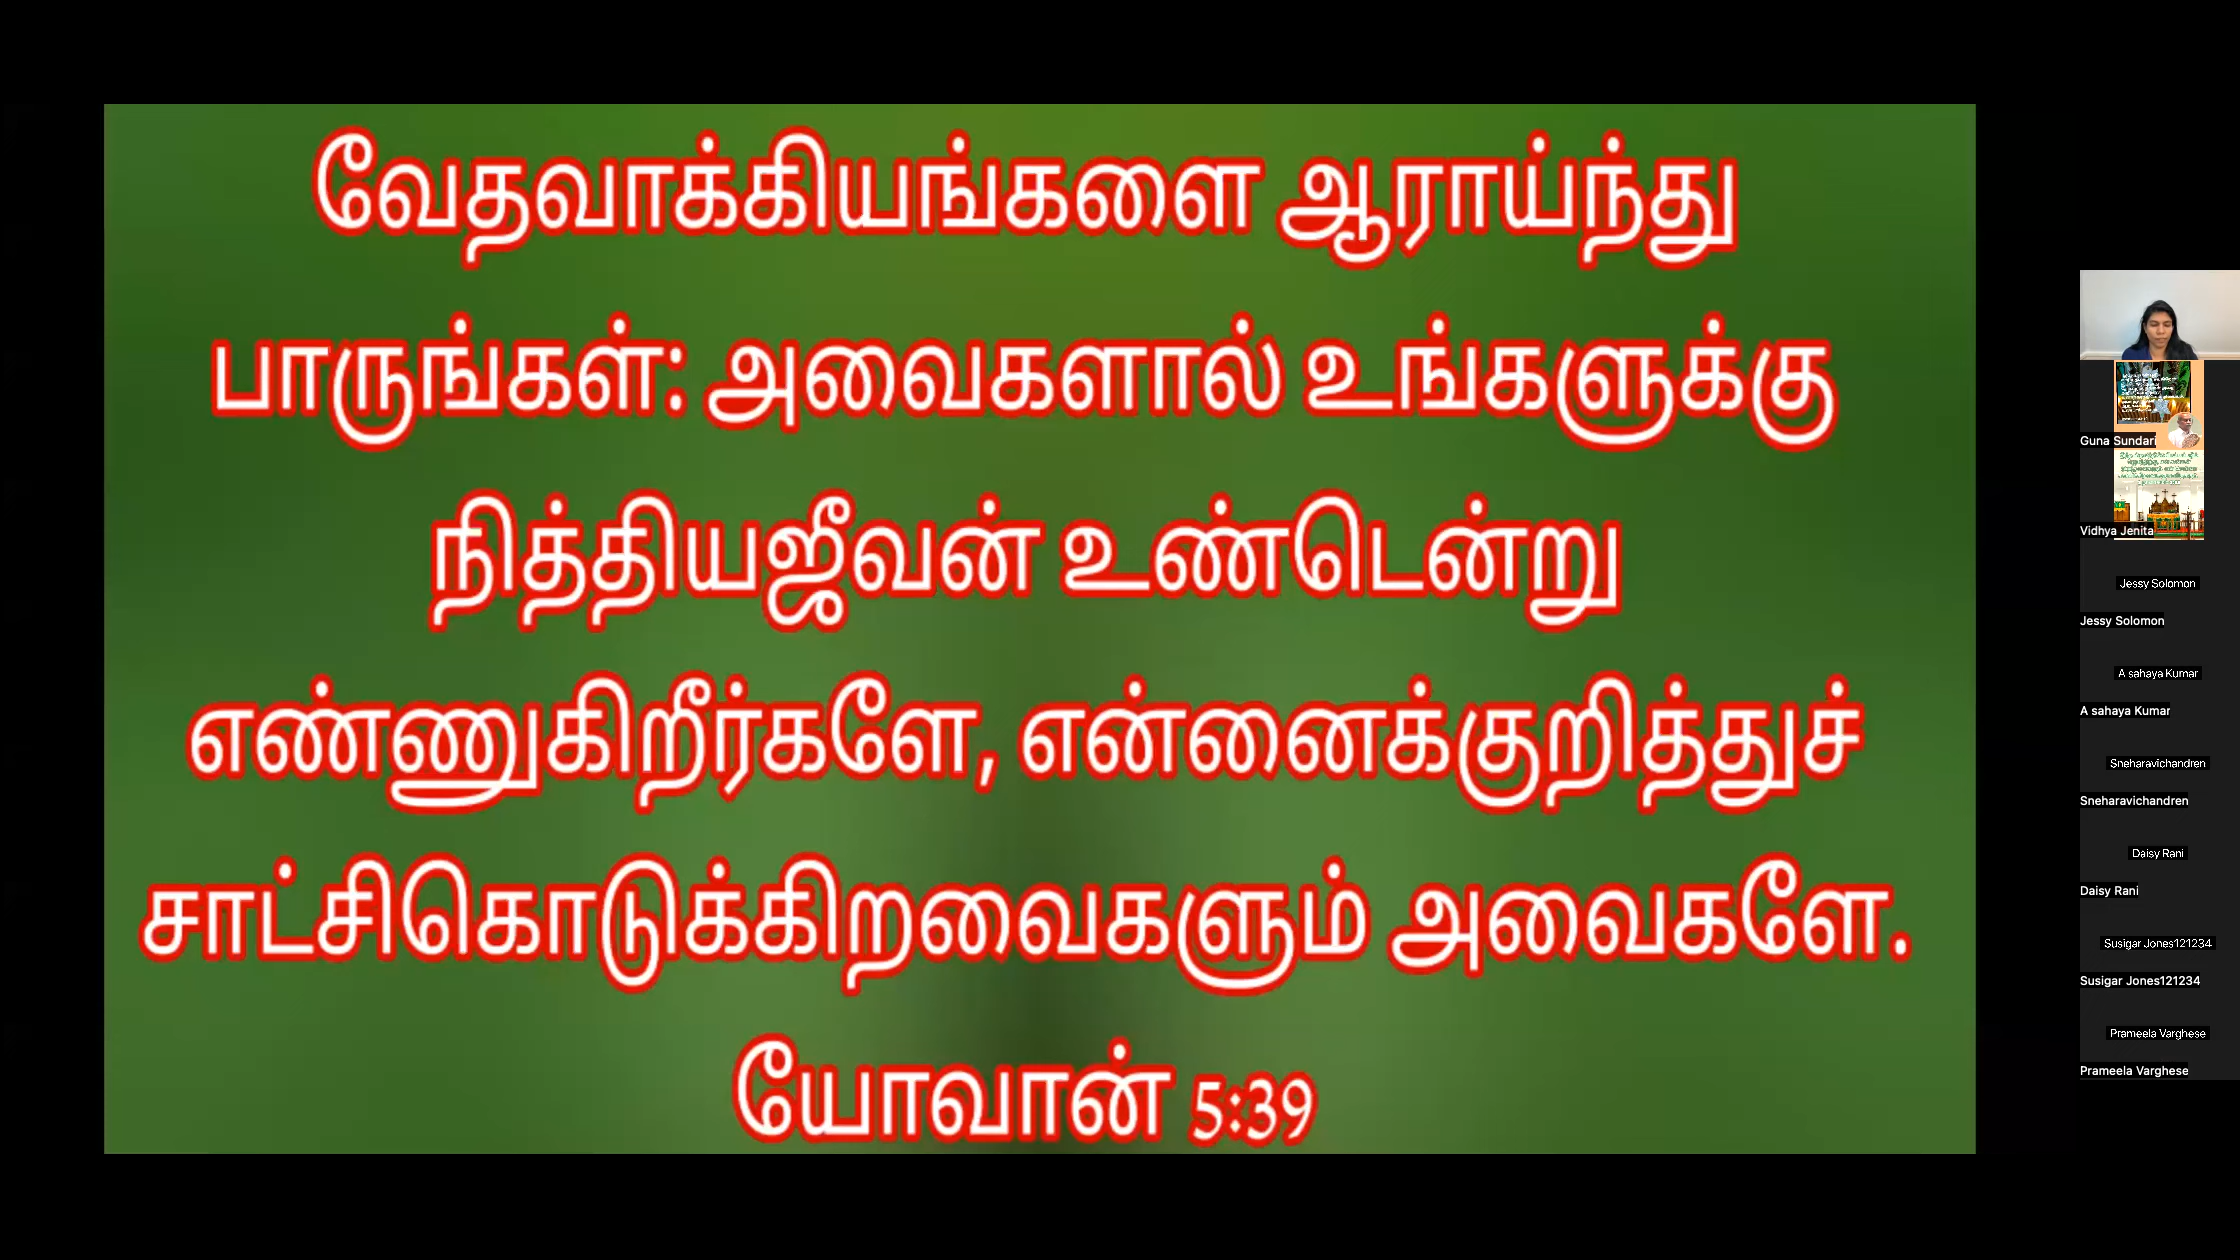 வேதவாக்கியங்களை ஆராய்ந்து
பாருங்கள்: அவைகளால் உங்களுக்கு
நித்தியஜீவன் உண்டென்று
எண்ணுகிறீர்களே, என்னைக்குறித்துச்
சாட்சிகொடுக்கிறவைகளும் அவைகளே.
யோவான் 5:39
Guna Sundari
Vidhya Jenita
Jessy Solomon
Jessy Solomon
A sahaya Kumar
A sahaya Kumar
Sneharavichandren
Sneharavichandren
Daisy Rani
Daisy Rani
Susigar Jones121234
Susigar Jones121234
Prameela Varghese
Prameela Varghese